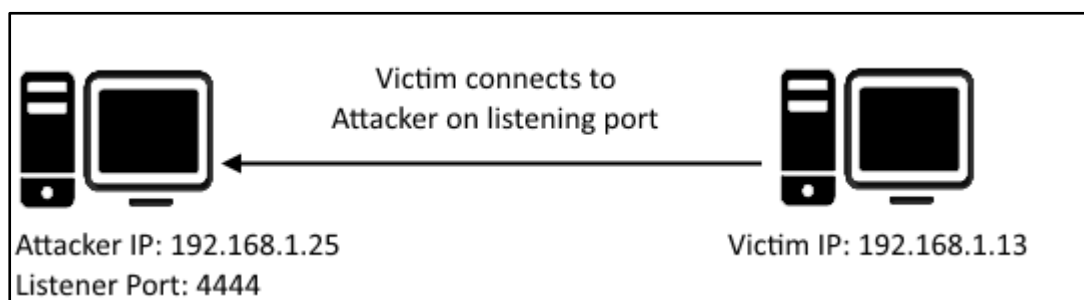 Victim connects to
Attacker on listening port
Attacker IP: 192.168.1.25
Listener Port: 4444
Victim IP: 192.168.1.13